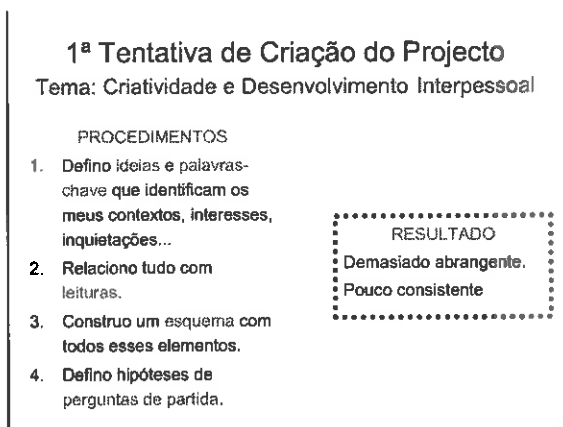 1ª Tentativa de Criação do Projecto
Tema: Criatividade e Desenvolvimento Interpessoal
PROCEDIMENTOS
1. Defino ideias e palavras-
chave que identificam os
meus contextos, interesses,
inquietações...
2. Relaciono tudo com
leituras.
3. Construo um esquema com
todos esses elementos.
4. Defino hipóteses de
perguntas de partida.
RESULTADO
Demasiado abrangente.
Pouco consistente